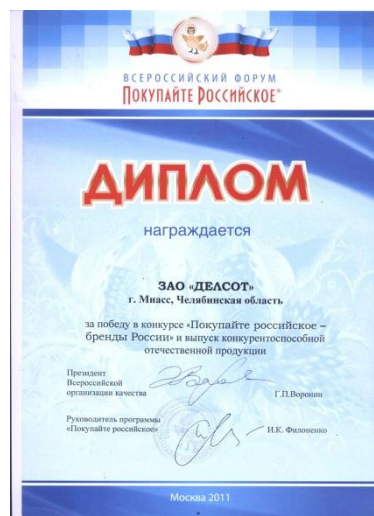 ВСЕРОССИЙСКИЙ ФОРУМ
ПОКУПАЙТЕ РОССИЙСКОЕ®
ДИПЛОМ
награждается
ЗАО «ДЕЛСОТ»
г. Миасс, Челябинская область
за победу в конкурсе «Покупайте российское –
бренды России» и выпуск конкурентоспособной
отечественной продукции
Президент
Всероссийской
организации качества
Г.П.Воронин
Руководитель программы
«Покупайте российское»
И.К. Филоненко
Москва 2011